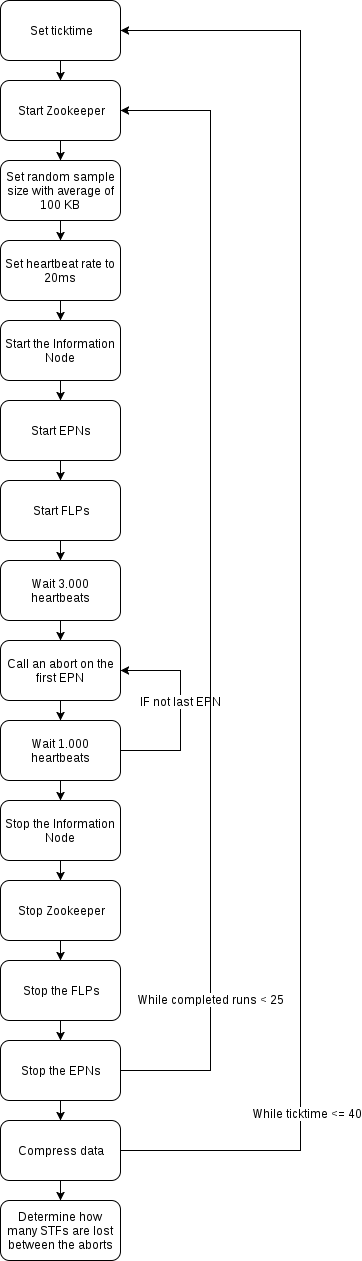 Set ticktime
Start Zookeeper
Set random sample
size with average of
100 KB
Set heartbeat rate to
20ms
Start the Information
Node
Start EPNs
Start FLPs
Wait 3.000
heartbeats
Call an abort on the
first EPN
IF not last EPN
Wait 1.000
heartbeats
Stop the Information
Node
Stop Zookeeper
Stop the FLPs
While completed runs < 25
Stop the EPNs
While ticktime <= 40
Compress data
Determine how
many STFs are lost
between the aborts